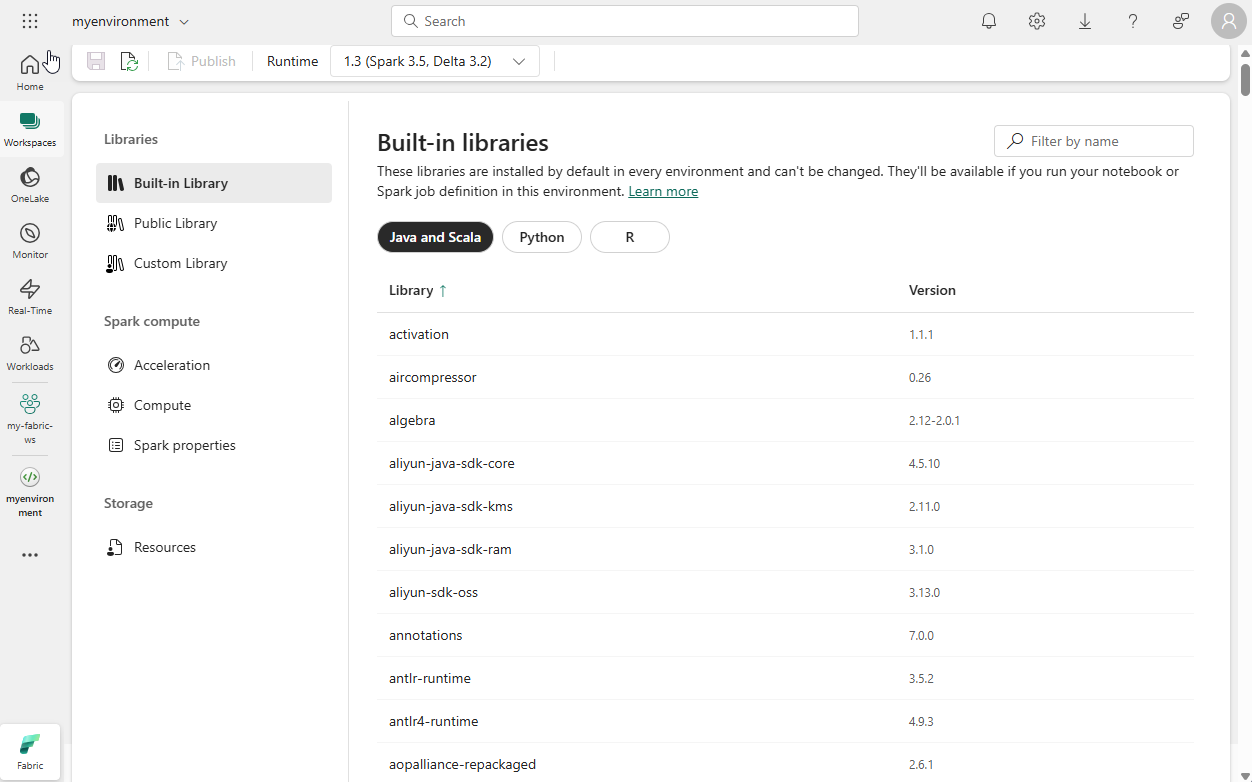 myenvironment
Search
Publish
Runtime
1.3 (Spark 3.5, Delta 3.2)
Home
Workspaces
OneLake
Monitor
Real-Time
Workloads
my-fabric-
ws
myenviron
ment
Fabric
Libraries
Built-in Library
Public Library
Custom Library
Spark compute
Acceleration
Compute
Spark properties
Storage
Resources
Built-in libraries
Filter by name
These libraries are installed by default in every environment and can't be changed. They'll be available if you run your notebook or
Spark job definition in this environment. Learn more
Java and Scala
Python
R
Library ↑ Version
activation 1.1.1
aircompressor 0.26
algebra 2.12-2.0.1
aliyun-java-sdk-core 4.5.10
aliyun-java-sdk-kms 2.11.0
aliyun-java-sdk-ram 3.1.0
aliyun-sdk-oss 3.13.0
annotations 7.0.0
antlr-runtime 3.5.2
antlr4-runtime 4.9.3
aopalliance-repackaged 2.6.1